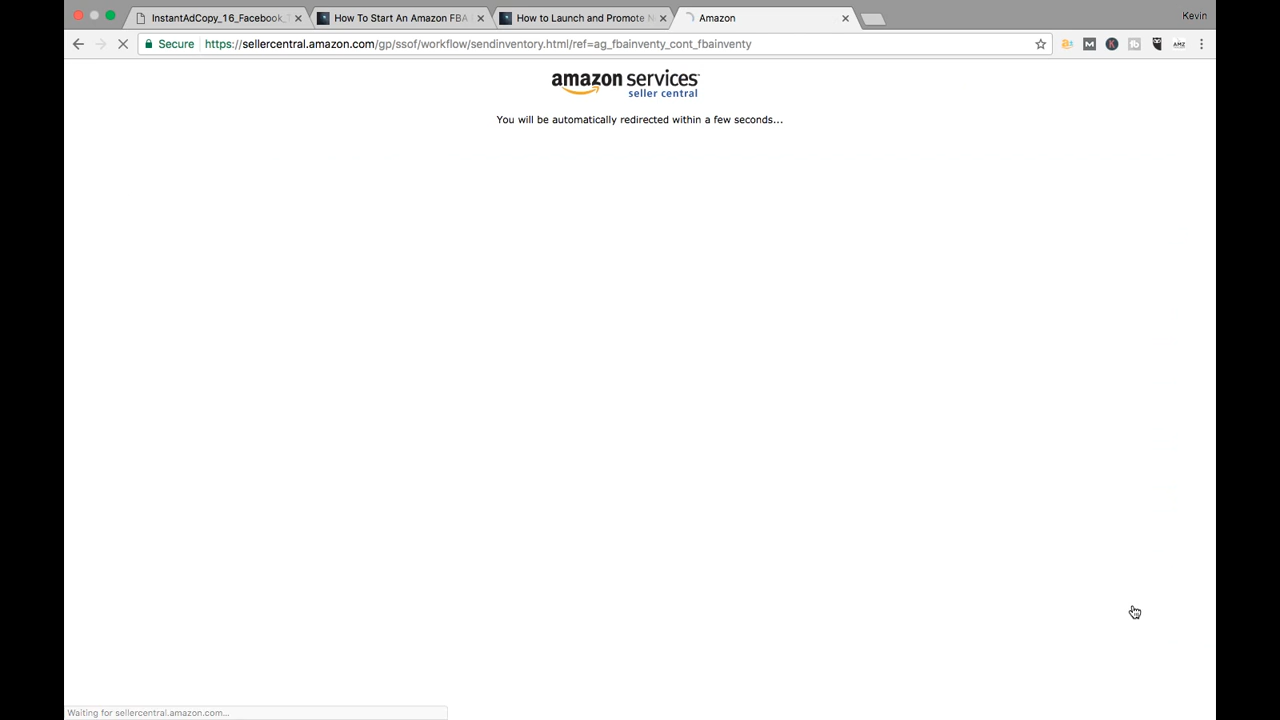 InstantAdCopy_16_Facebook_
How To Start An Amazon FBA
How to Launch and Promote N
Amazon
Kevin
Secure
https://sellercentral.amazon.com/gp/ssof/workflow/sendinventory.html/ref=ag_fbainventy_cont_fbainventy
amazon services
seller central
You will be automatically redirected within a few seconds...
Waiting for sellercentral.amazon.com...